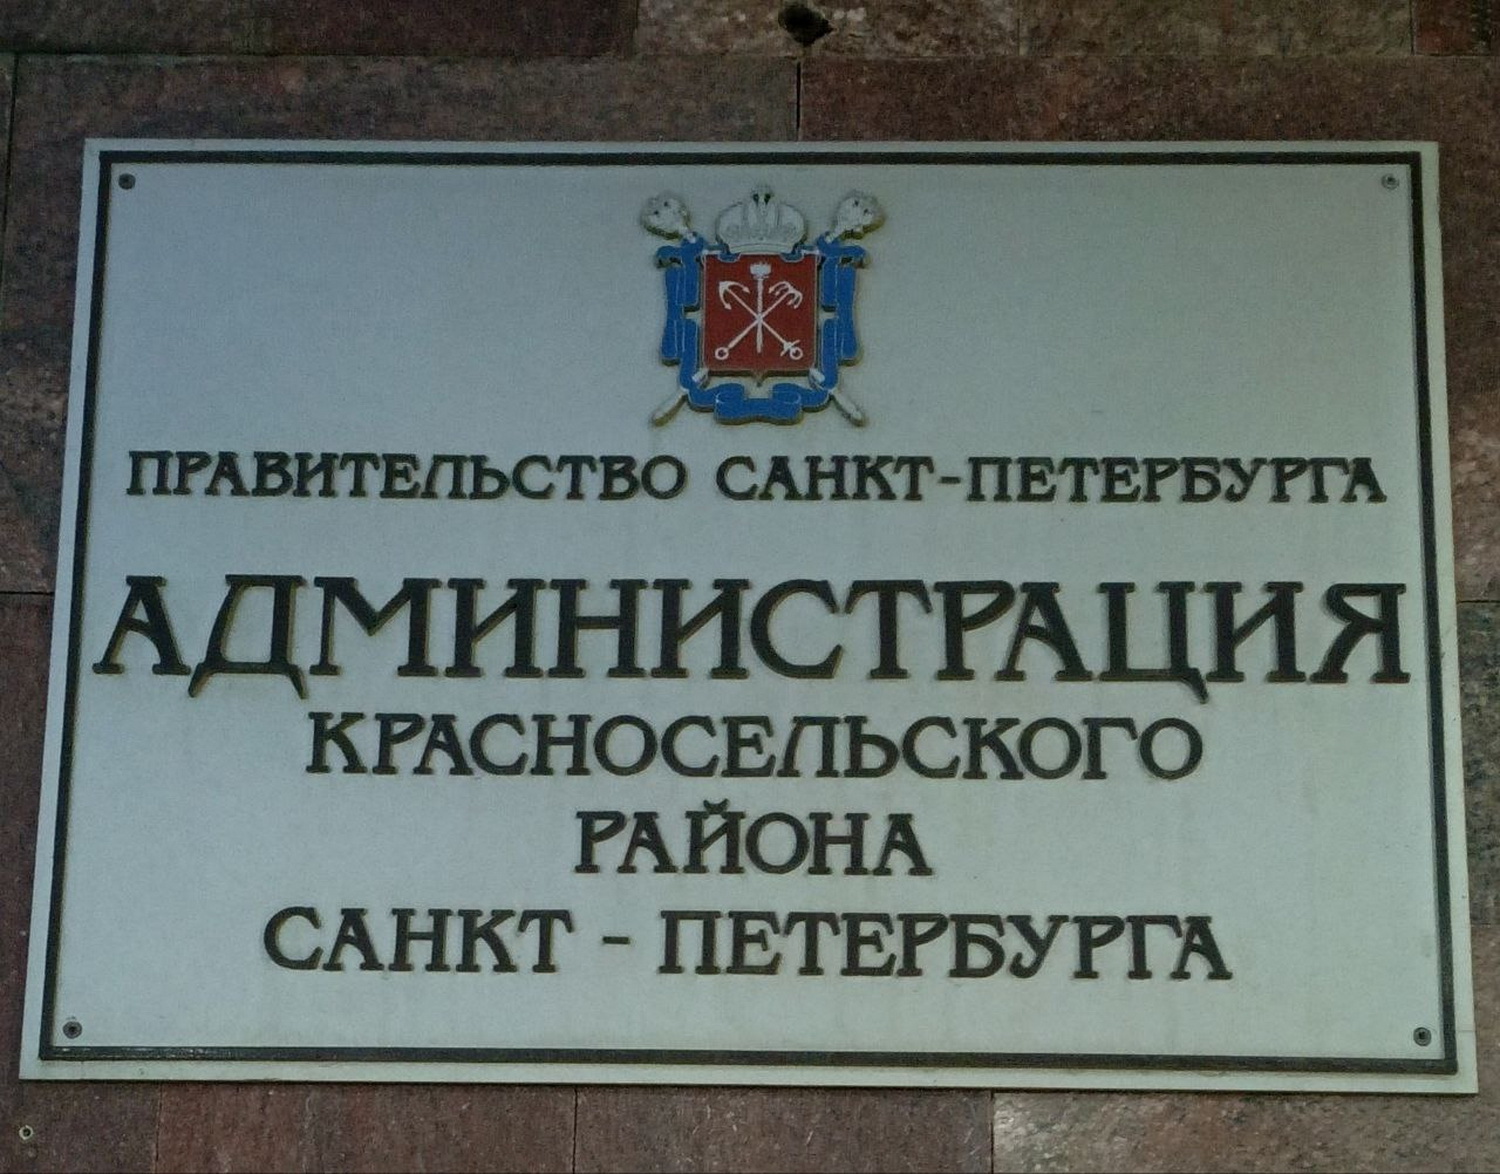 ПРАВИТЕЛЬСТВО САНКТ-ПЕТЕРБУРГА
АДМИНИСТРАЦИЯ
КРАСНОСЕЛЬСКОГО
РАЙОНА
САНКТ - ПЕТЕРБУРГА